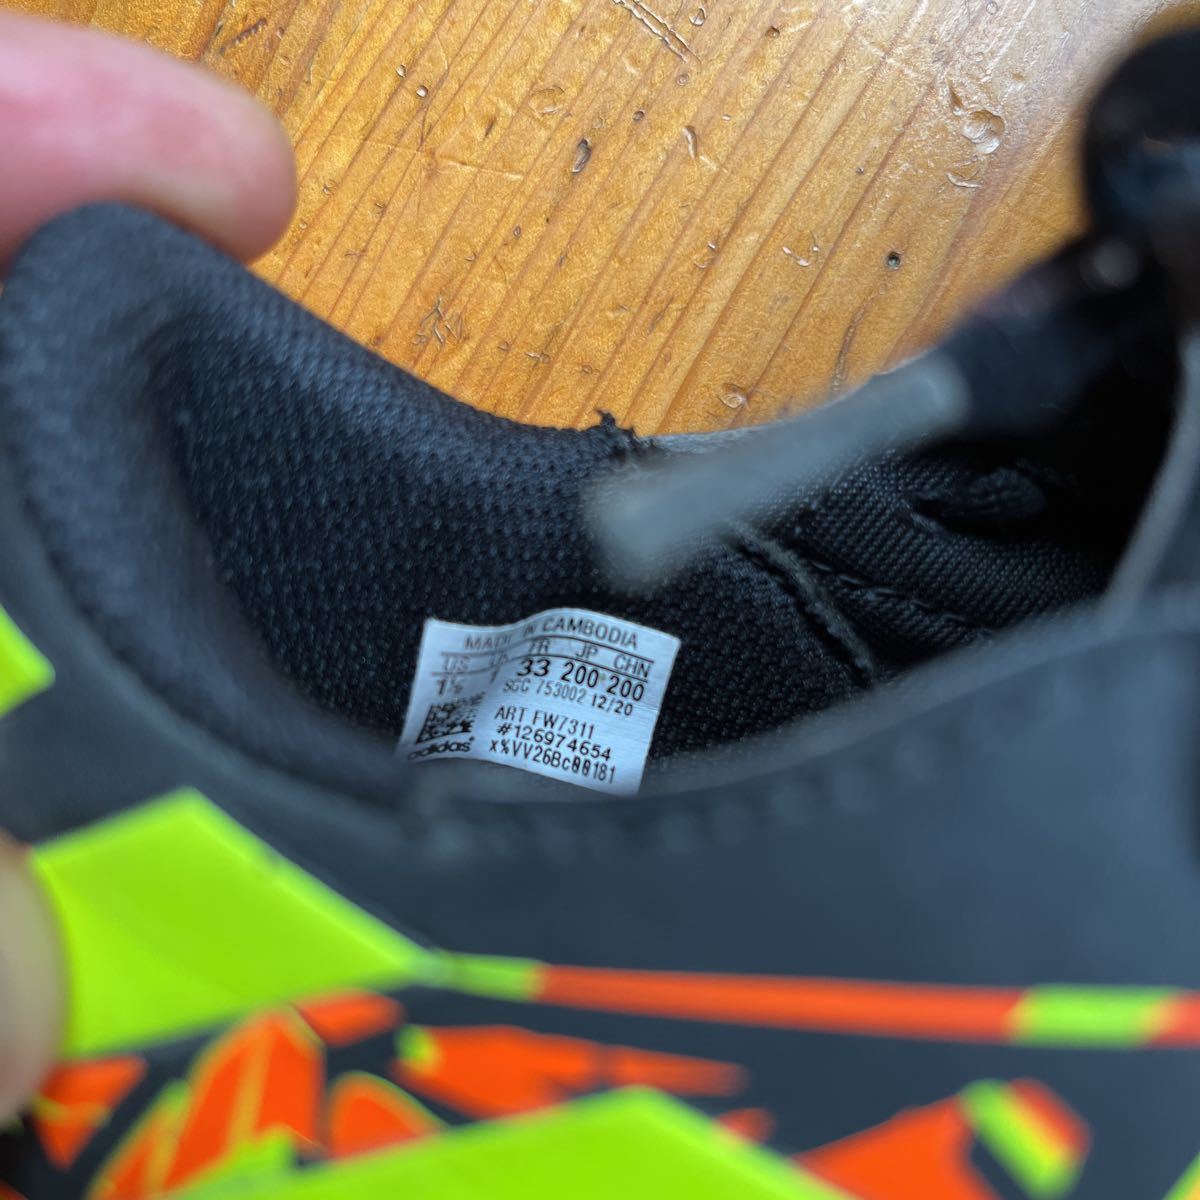 MADE IN CAMBODIA
US UK FR JP CHN
1½ 1 33 200 200
SGC 753002 12/20
ART FW7311
#126974654
x%VV26Bc00181
adidas